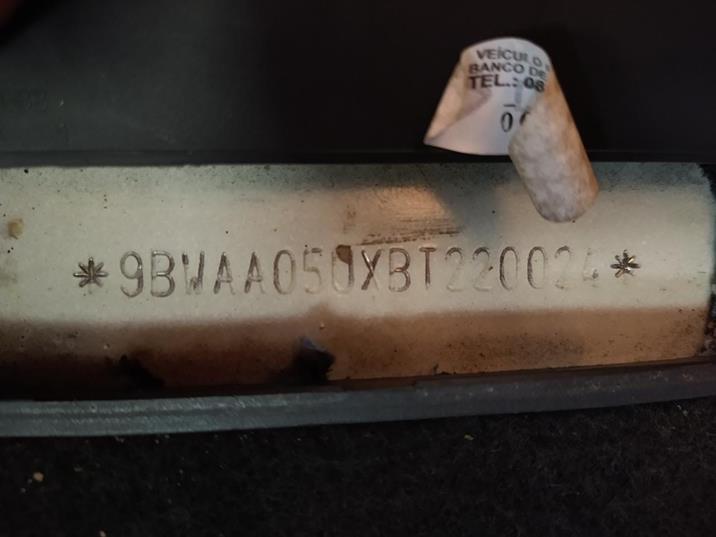 VEÍCULO
BANCO DE
TEL.: 08
*9BWAA05UXBT220024*